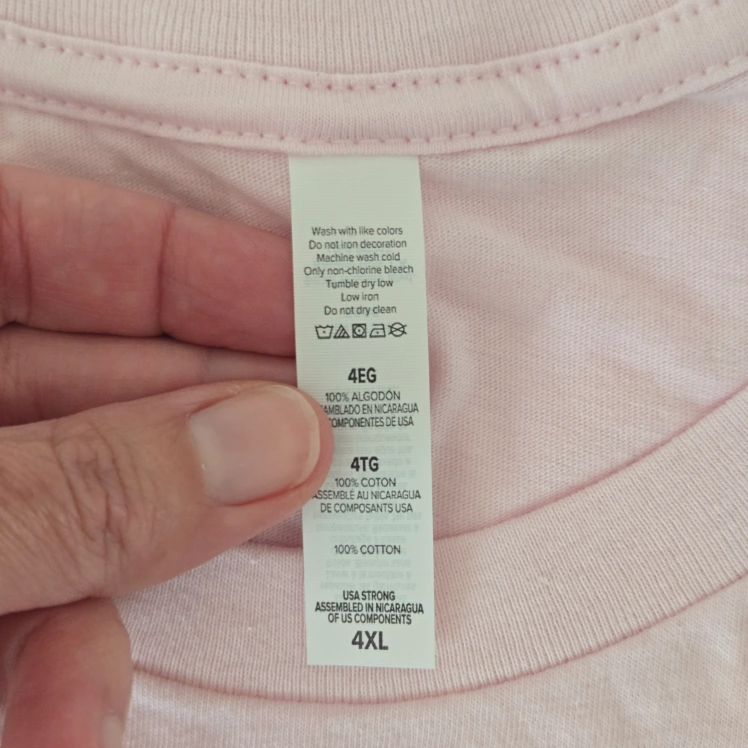 Wash with like colors
Do not iron decoration
Machine wash cold
Only non-chlorine bleach
Tumble dry low
Low iron
Do not dry clean
4EG
100% ALGODÓN
EN NICARAGUA
DE USA
4TG
100% COTON
ASSEMBLÉ AU NICARAGUA
DE COMPOSANTS USA
100% COTTON
USA STRONG
ASSEMBLED IN NICARAGUA
OF US COMPONENTS
4XL